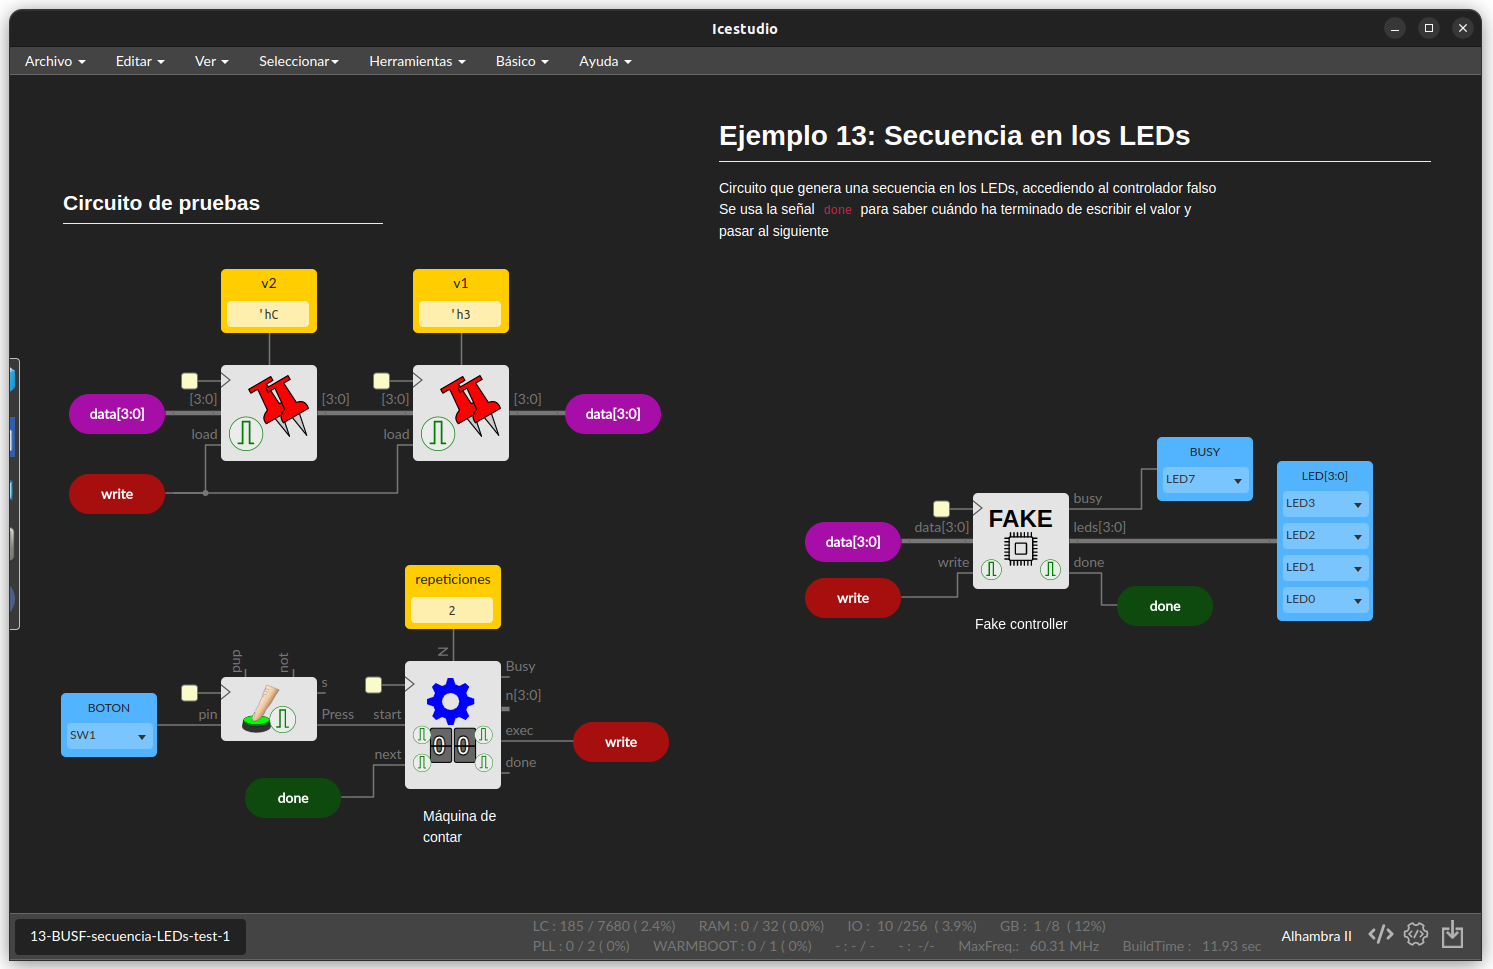 Icestudio
Archivo Editar Ver Seleccionar Herramientas Básico Ayuda
Ejemplo 13: Secuencia en los LEDs
Circuito que genera una secuencia en los LEDs, accediendo al controlador falso
Se usa la señal done para saber cuándo ha terminado de escribir el valor y
pasar al siguiente
Circuito de pruebas
v2
'hC
v1
'h3
data[3:0]
[3:0]
load
[3:0]
[3:0]
load
[3:0]
data[3:0]
write
repeticiones
2
N
BOTON
SW1
pin
pup
not
s
Press
start
next
Busy
n[3:0]
exec
done
0 0
write
done
Máquina de
contar
data[3:0]
write
data[3:0]
write
FAKE
busy
leds[3:0]
done
Fake controller
done
BUSY
LED7
LED[3:0]
LED3
LED2
LED1
LED0
13-BUSF-secuencia-LEDs-test-1
LC : 185 / 7680 ( 2.4%) RAM : 0 / 32 ( 0.0%) IO : 10 /256 ( 3.9%) GB : 1 /8 ( 12%)
PLL : 0 / 2 ( 0%) WARMBOOT : 0 / 1 ( 0%) - : - / - - : -/- MaxFreq.: 60.31 MHz BuildTime : 11.93 sec
Alhambra II